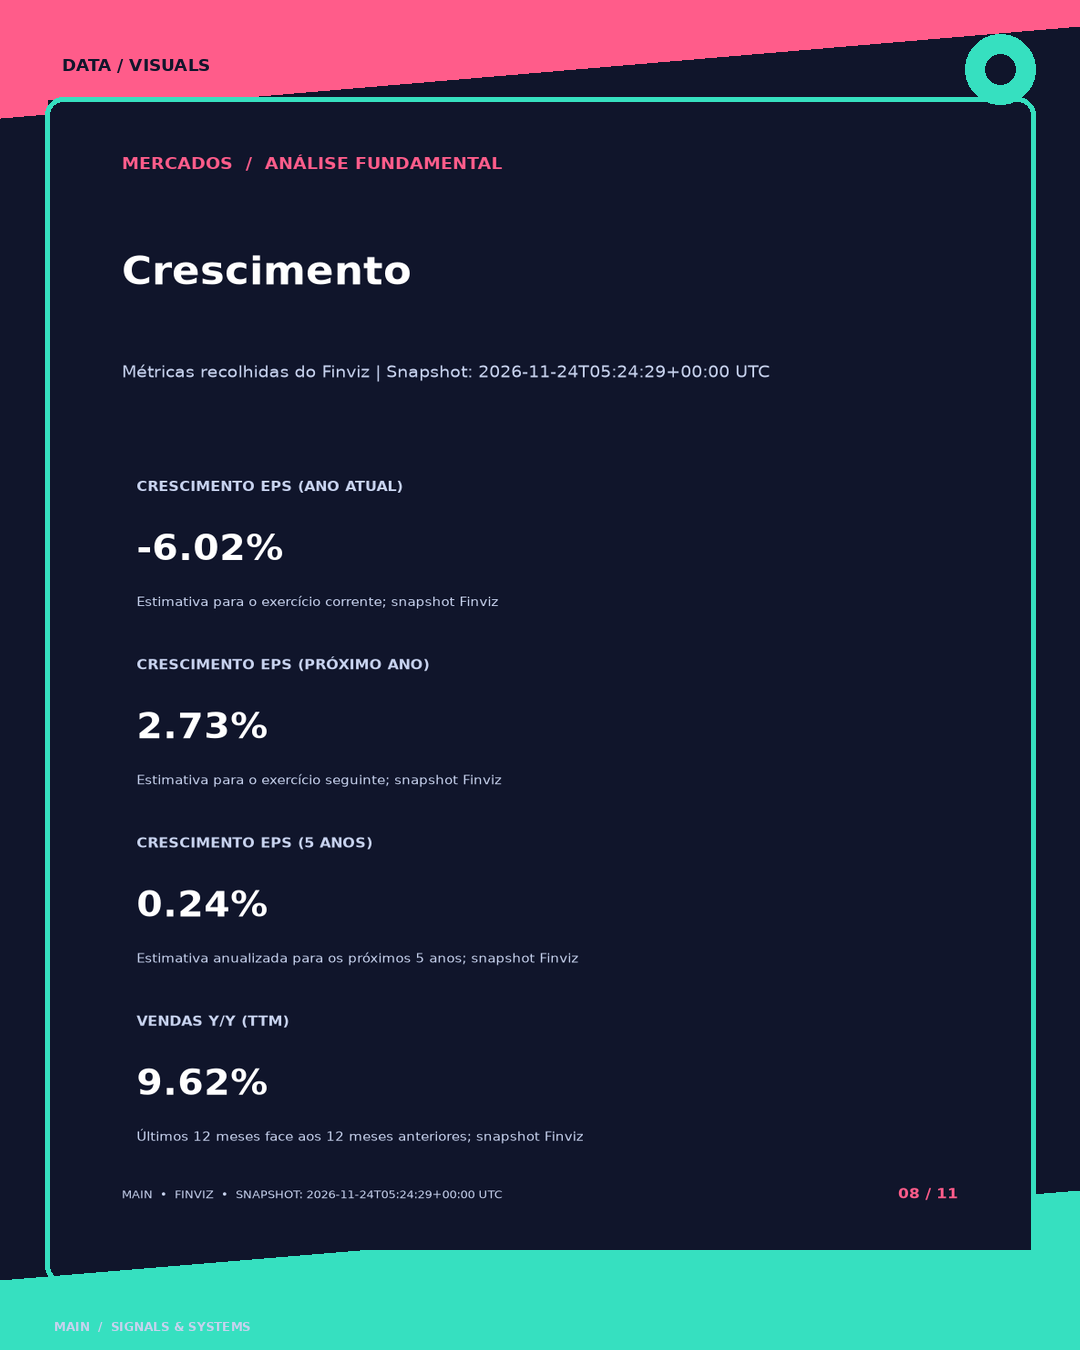 DATA / VISUALS
MERCADOS / ANÁLISE FUNDAMENTAL
Crescimento
Métricas recolhidas do Finviz | Snapshot: 2026-11-24T05:24:29+00:00 UTC
CRESCIMENTO EPS (ANO ATUAL)
-6.02%
Estimativa para o exercício corrente; snapshot Finviz
CRESCIMENTO EPS (PRÓXIMO ANO)
2.73%
Estimativa para o exercício seguinte; snapshot Finviz
CRESCIMENTO EPS (5 ANOS)
0.24%
Estimativa anualizada para os próximos 5 anos; snapshot Finviz
VENDAS Y/Y (TTM)
9.62%
Últimos 12 meses face aos 12 meses anteriores; snapshot Finviz
MAIN • FINVIZ • SNAPSHOT: 2026-11-24T05:24:29+00:00 UTC
08 / 11
MAIN / SIGNALS & SYSTEMS